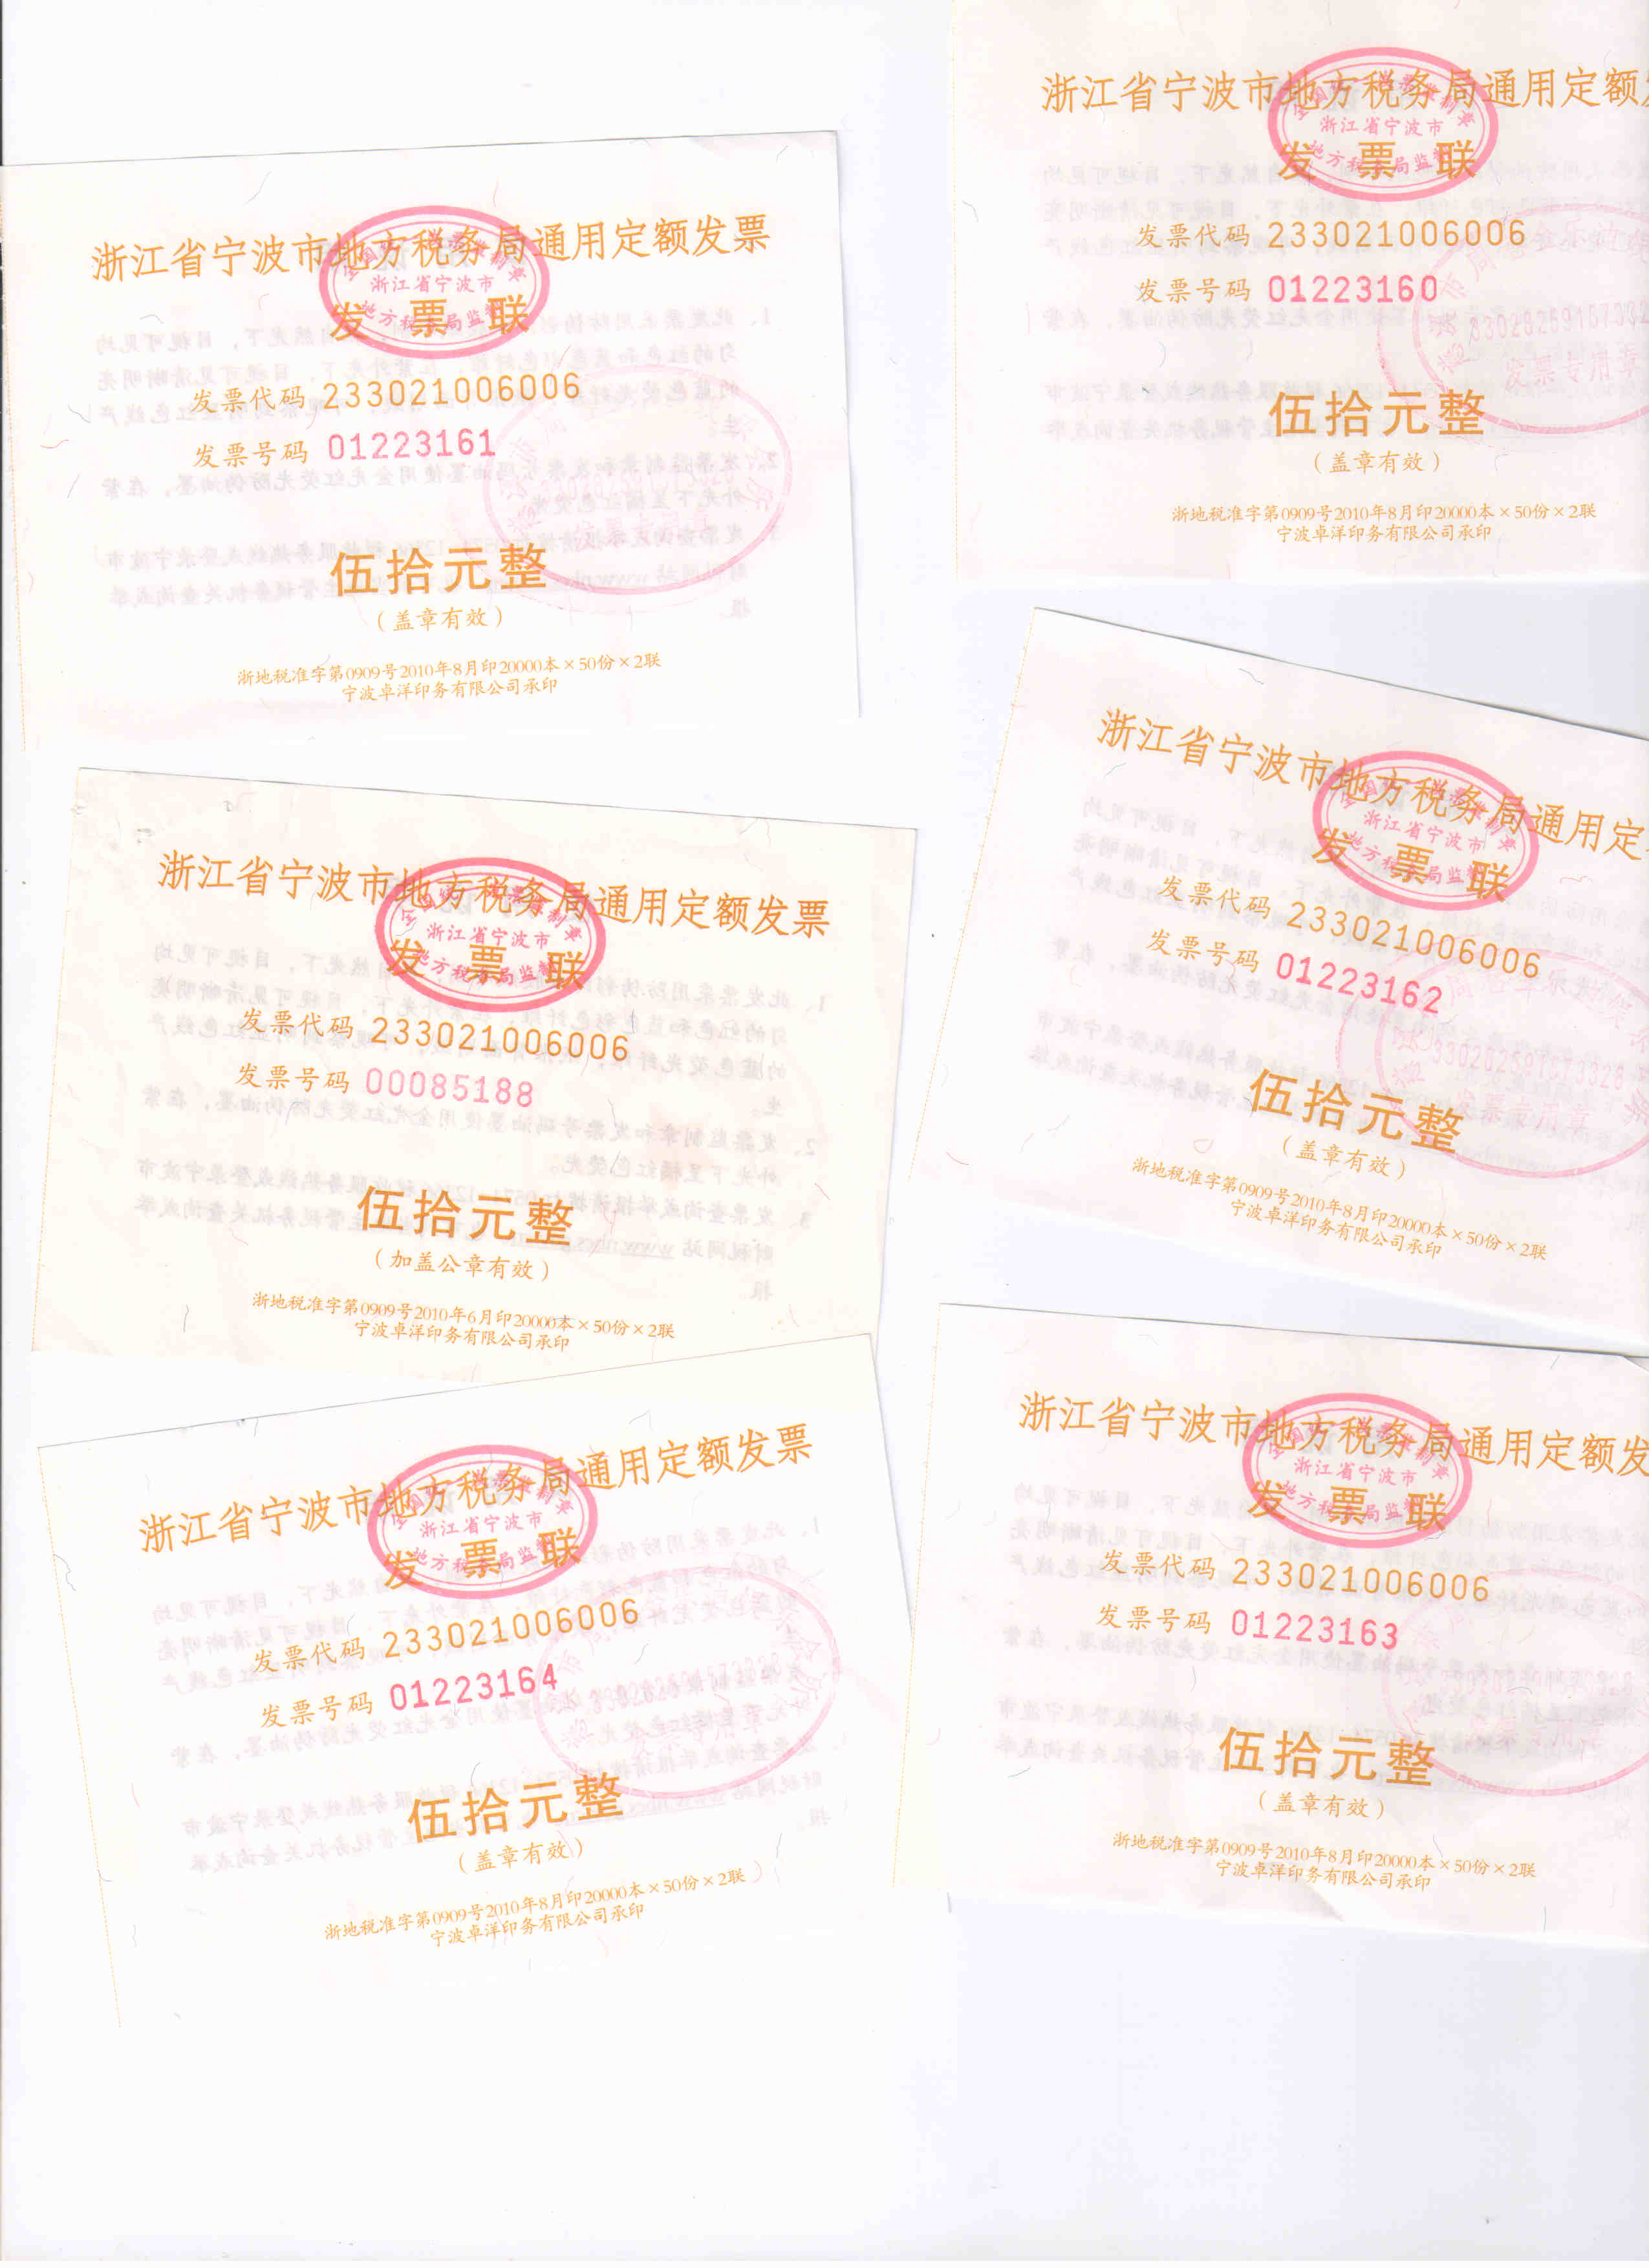 浙江省宁波市地方税务局通用定额发票
浙江省宁波市
地方税务局监制
发票联
发票代码 233021006006
发票号码 01223161
伍拾元整
（盖章有效）
浙地税准字第0909号2010年8月印20000本×50份×2联
宁波卓洋印务有限公司承印
浙江省宁波市地方税务局通用定额
浙江省宁波市
地方税务局监制
发票联
发票代码 233021006006
发票号码 01223160
发票专用章
伍拾元整
（盖章有效）
浙地税准字第0909号2010年8月印20000本×50份×2联
宁波卓洋印务有限公司承印
浙江省宁波市地方税务局通用定额发票
浙江省宁波市
地方税务局监制
发票联
发票代码 233021006006
发票号码 00085188
伍拾元整
（加盖公章有效）
浙地税准字第0909号2010年6月印20000本×50份×2联
宁波卓洋印务有限公司承印
浙江省宁波市地方税务局通用定
浙江省宁波市
地方税务局监制
发票联
发票代码 233021006006
发票号码 01223162
发票专用章
伍拾元整
（盖章有效）
浙地税准字第0909号2010年8月印20000本×50份×2联
宁波卓洋印务有限公司承印
浙江省宁波市地方税务局通用定额发票
浙江省宁波市
地方税务局监制
发票联
发票代码 233021006006
发票号码 01223164
伍拾元整
（盖章有效）
浙地税准字第0909号2010年8月印20000本×50份×2联
宁波卓洋印务有限公司承印
浙江省宁波市地方税务局通用定额发
浙江省宁波市
地方税务局监制
发票联
发票代码 233021006006
发票号码 01223163
伍拾元整
（盖章有效）
浙地税准字第0909号2010年8月印20000本×50份×2联
宁波卓洋印务有限公司承印